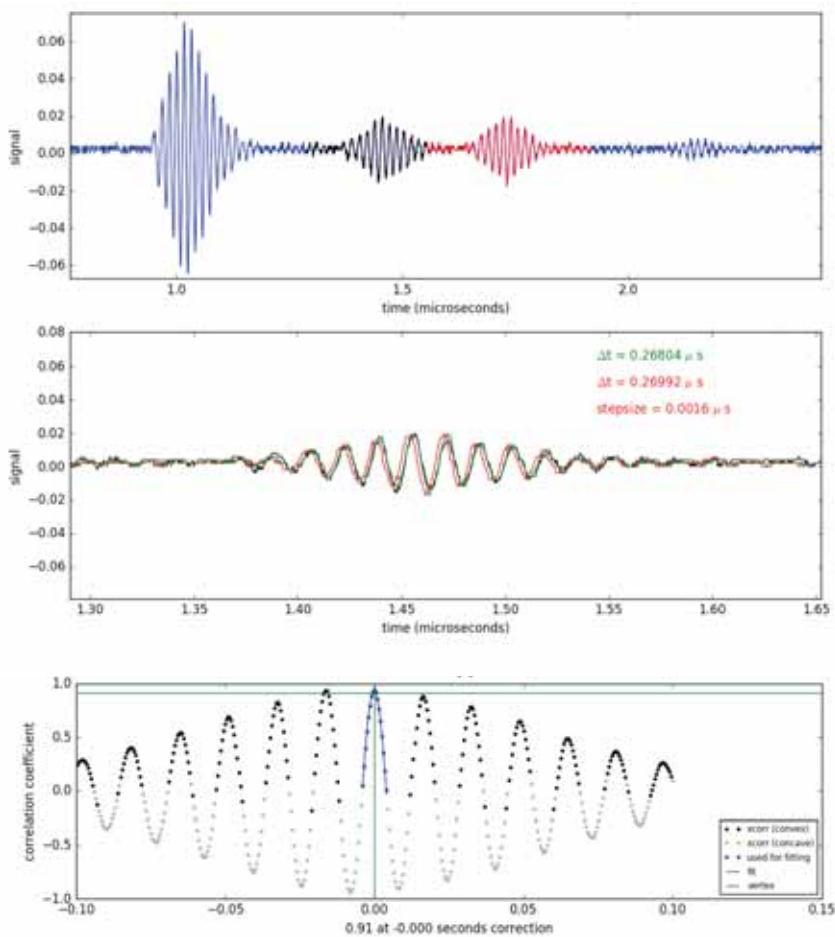 0.06
0.04
0.02
0.00
−0.02
−0.04
−0.06
signal
1.0 1.5 2.0
time (microseconds)
0.08
0.06
0.04
0.02
0.00
−0.02
−0.04
−0.06
signal
Δt = 0.26804 μ s
Δt = 0.26992 μ s
stepsize = 0.0016 μ s
1.30 1.35 1.40 1.45 1.50 1.55 1.60 1.65
time (microseconds)
1.0
0.5
0.0
−0.5
−1.0
correlation coefficient
xcorr (convex)
xcorr (concave)
used for fitting
fit
vertex
−0.10 −0.05 0.00 0.05 0.10 0.15
0.91 at -0.000 seconds correction